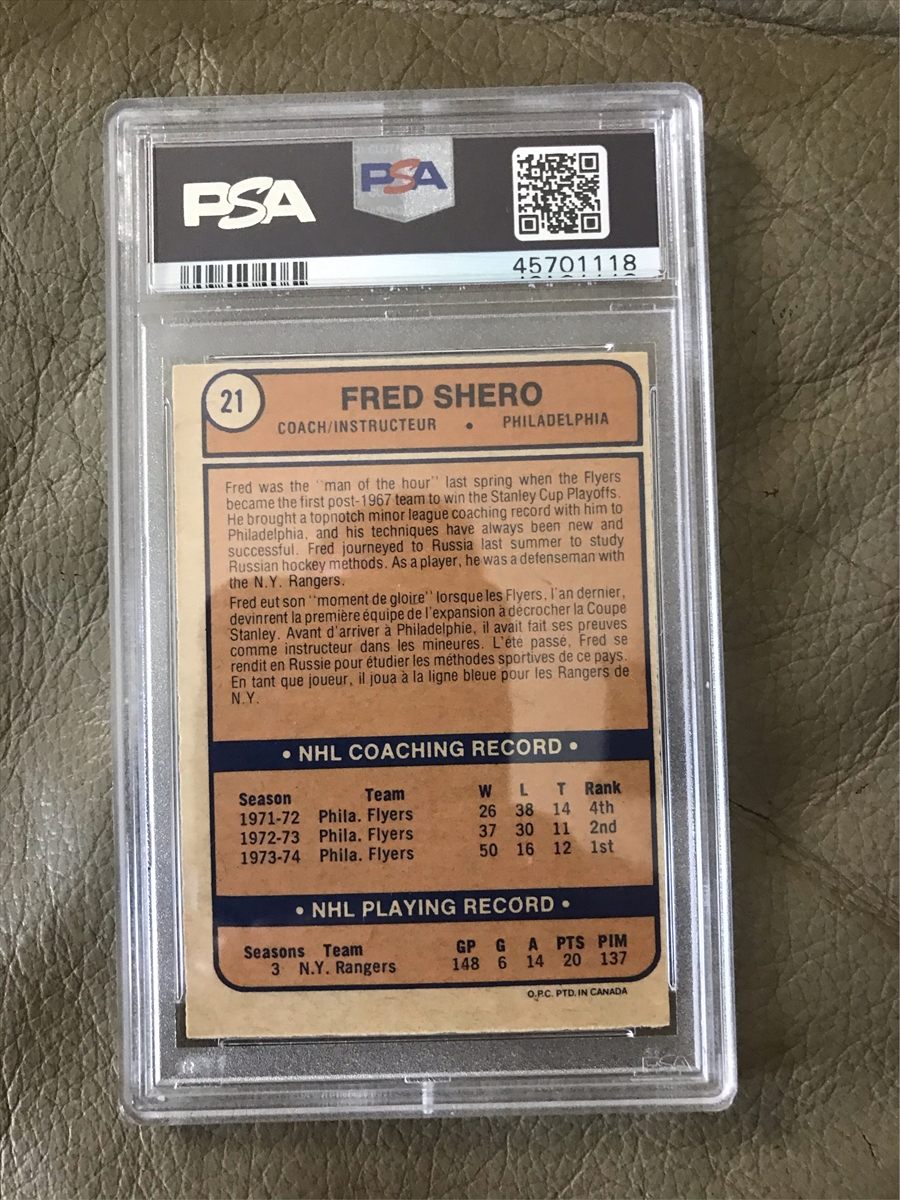 PSA
PSA
45701118
21
FRED SHERO
COACH/INSTRUCTEUR • PHILADELPHIA
Fred was the "man of the hour" last spring when the Flyers
became the first post-1967 team to win the Stanley Cup Playoffs.
He brought a topnotch minor league coaching record with him to
Philadelphia, and his techniques have always been new and
successful. Fred journeyed to Russia last summer to study
Russian hockey methods. As a player, he was a defenseman with
the N.Y. Rangers.
Fred eut son "moment de gloire" lorsque les Flyers, l'an dernier,
devinrent la première équipe de l'expansion à décrocher la Coupe
Stanley. Avant d'arriver à Philadelphie, il avait fait ses preuves
comme instructeur dans les mineures. L'été passé, Fred se
rendit en Russie pour étudier les méthodes sportives de ce pays.
En tant que joueur, il joua à la ligne bleue pour les Rangers de
N.Y.
• NHL COACHING RECORD •
Season Team W L T Rank
1971-72 Phila. Flyers 26 38 14 4th
1972-73 Phila. Flyers 37 30 11 2nd
1973-74 Phila. Flyers 50 16 12 1st
• NHL PLAYING RECORD •
Seasons Team GP G A PTS PIM
3 N.Y. Rangers 148 6 14 20 137
O.P.C. PTD. IN CANADA
PSA